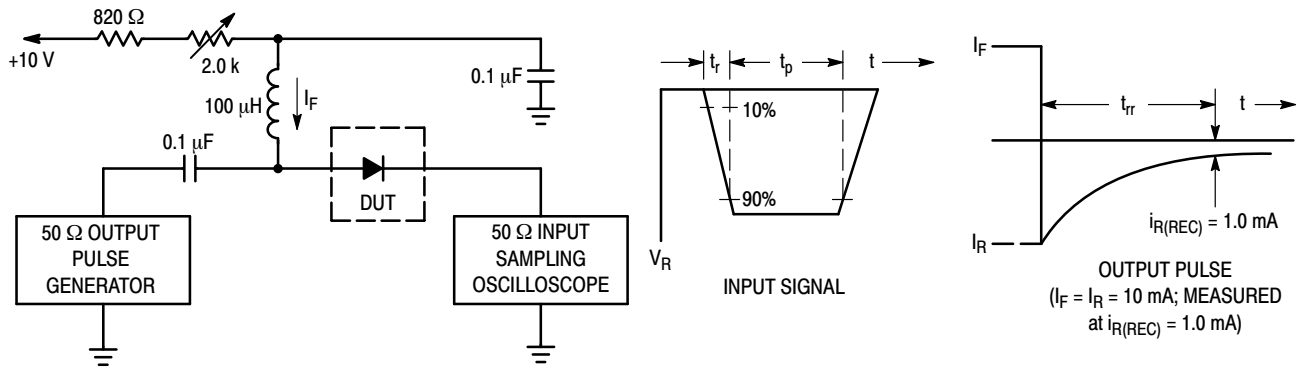 820 Ω
+10 V
2.0 k
100 μH
I_F
0.1 μF
0.1 μF
DUT
50 Ω OUTPUT
PULSE
GENERATOR
50 Ω INPUT
SAMPLING
OSCILLOSCOPE
t_r
t_p
t
10%
90%
V_R
INPUT SIGNAL
I_F
t_rr
t
I_R
i_R(REC) = 1.0 mA
OUTPUT PULSE
(I_F = I_R = 10 mA; MEASURED
at i_R(REC) = 1.0 mA)